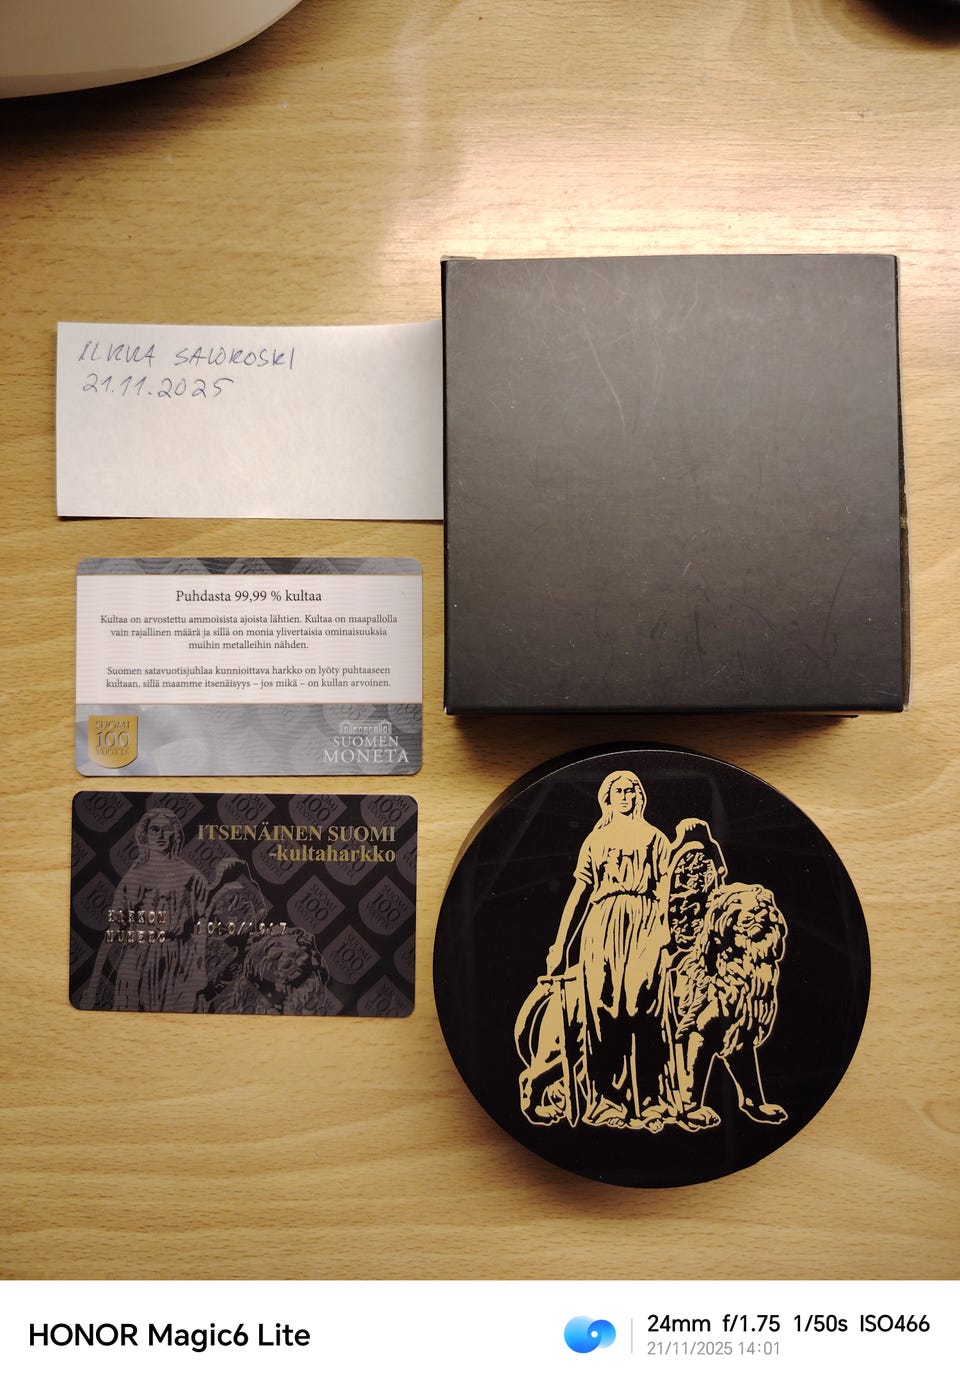 ILKKA SAWKOSKI
21.11.2025
Puhdasta 99,99 % kultaa
Kultaa on arvostettu ammoisista ajoista lähtien. Kultaa on maapallolla
vain rajallinen määrä ja sillä on monia ylivertaisia ominaisuuksia
muihin metalleihin nähden.
Suomen satavuotisjuhlaa kunnioittava harkko on lyöty puhtaaseen
kultaan, sillä maamme itsenäisyys – jos mikä – on kullan arvoinen.
SUOMI
100
VUOTTA
SUOMEN
MONETA
ITSENÄINEN SUOMI
-kultaharkko
HARKON
NUMERO 1010/1917
HONOR Magic6 Lite
24mm f/1.75 1/50s ISO466
21/11/2025 14:01